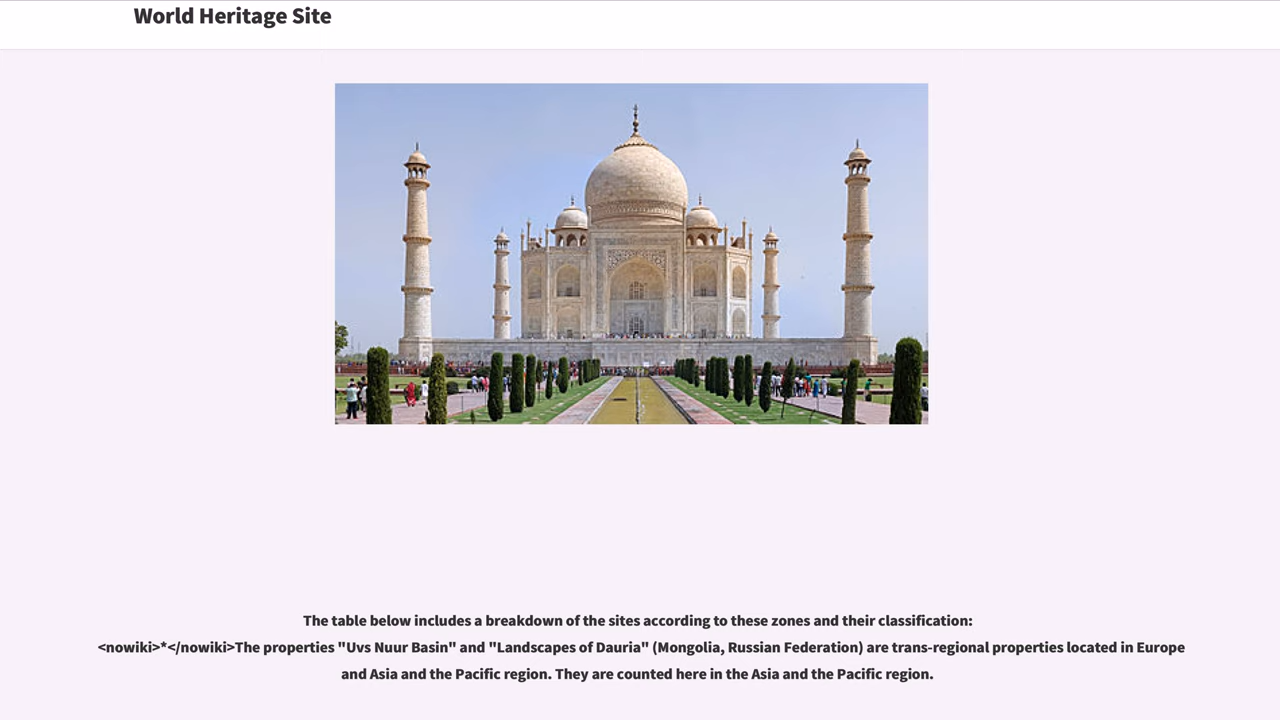 World Heritage Site
The table below includes a breakdown of the sites according to these zones and their classification:
<nowiki>*</nowiki>The properties "Uvs Nuur Basin" and "Landscapes of Dauria" (Mongolia, Russian Federation) are trans-regional properties located in Europe
and Asia and the Pacific region. They are counted here in the Asia and the Pacific region.